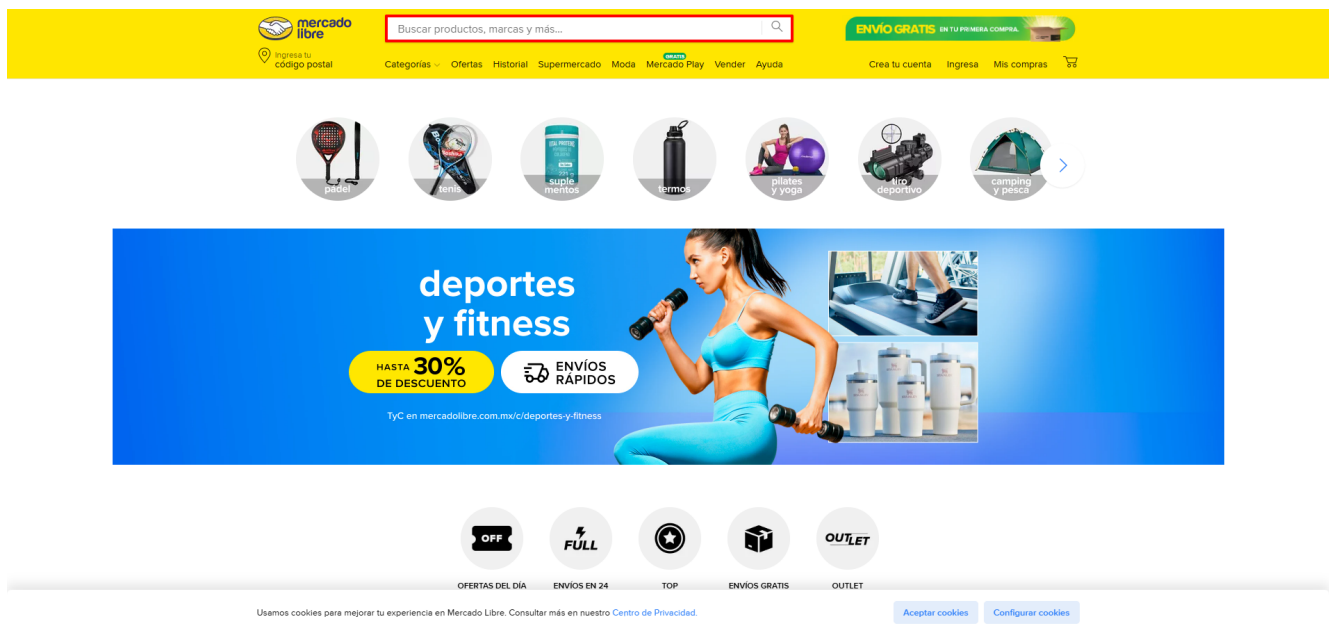 mercado
libre
Buscar productos, marcas y más...
ENVÍO GRATIS EN TU PRIMERA COMPRA.
Ingresa tu
código postal
Categorías
Ofertas
Historial
Supermercado
Moda
GRATIS
Mercado Play
Vender
Ayuda
Crea tu cuenta
Ingresa
Mis compras
pádel
tenis
VITAL PROTEINS
suple
mentos
termos
pilates
y yoga
tiro
deportivo
camping
y pesca
deportes
y fitness
HASTA 30%
DE DESCUENTO
ENVÍOS
RÁPIDOS
TyC en mercadolibre.com.mx/c/deportes-y-fitness
OFF
FULL
OUTLET
OFERTAS DEL DÍA
ENVÍOS EN 24
TOP
ENVÍOS GRATIS
OUTLET
Usamos cookies para mejorar tu experiencia en Mercado Libre. Consultar más en nuestro Centro de Privacidad.
Aceptar cookies
Configurar cookies